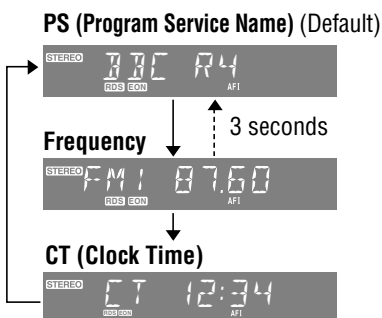 PS (Program Service Name) (Default)
STEREO BBC R4
RDS EON AFI
3 seconds
Frequency
STEREO FM1 87.60
RDS EON AFI
CT (Clock Time)
STEREO CT 12:34
RDS EON AFI